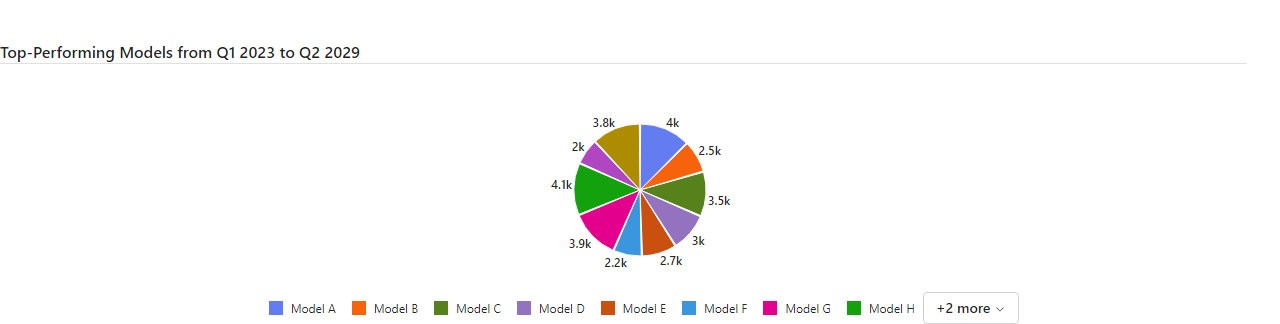 Top-Performing Models from Q1 2023 to Q2 2029
3.8k
4k
2k
2.5k
4.1k
3.5k
3.9k
3k
2.2k
2.7k
Model A
Model B
Model C
Model D
Model E
Model F
Model G
Model H
+2 more